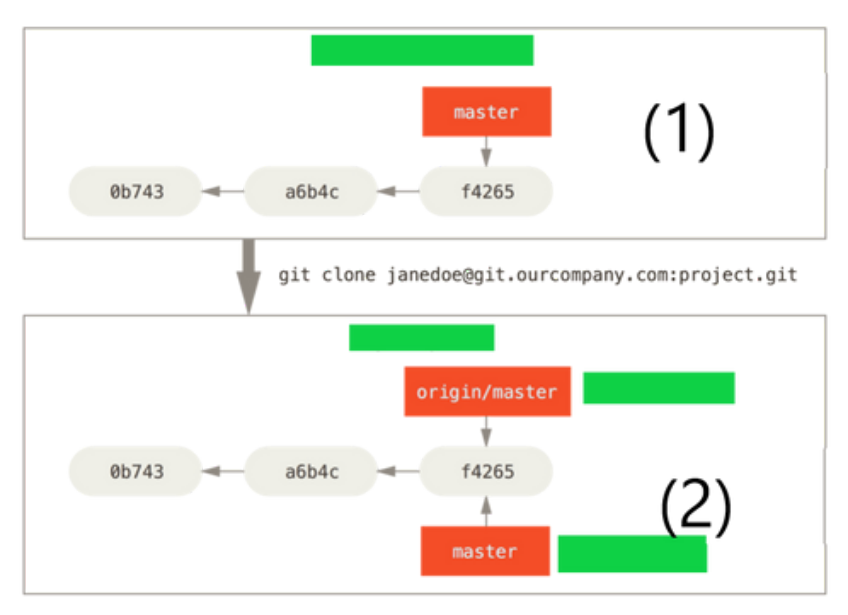 master
(1)
0b743 a6b4c f4265
git clone janedoe@git.ourcompany.com:project.git
origin/master
0b743 a6b4c f4265
(2)
master